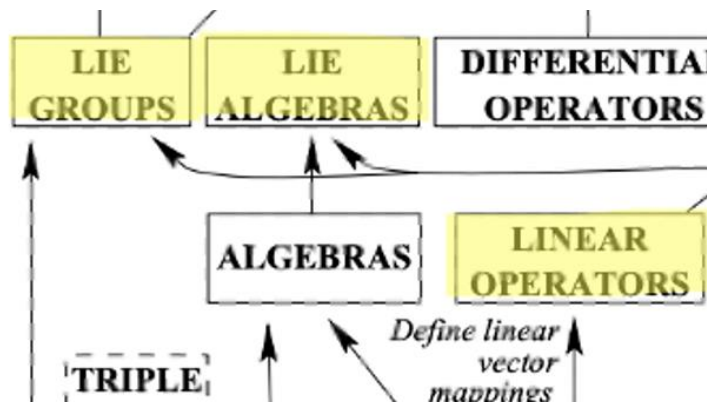 LIE
GROUPS
LIE
ALGEBRAS
DIFFERENTIAL
OPERATORS
ALGEBRAS
LINEAR
OPERATORS
Define linear
vector
mappings
TRIPLE